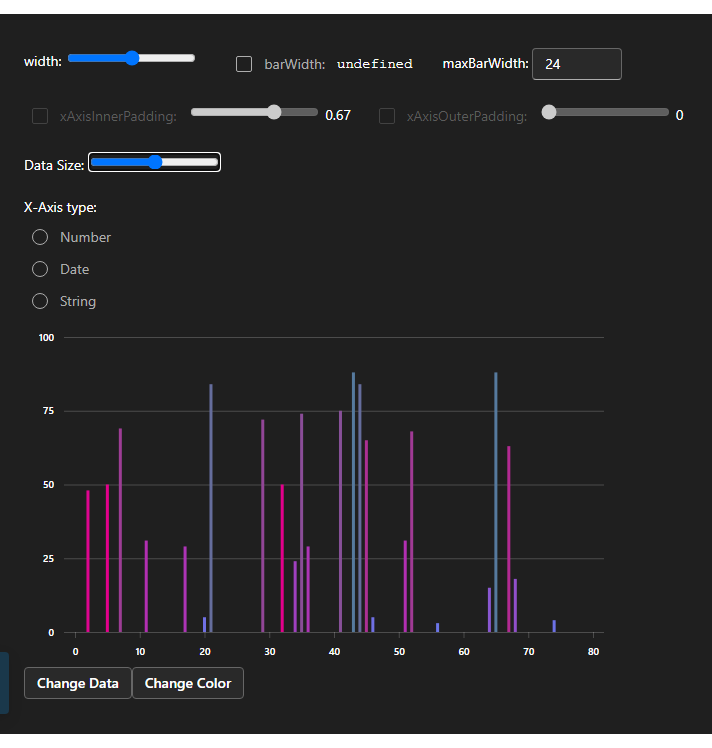 width: barWidth: undefined maxBarWidth: 24
xAxisInnerPadding: 0.67 xAxisOuterPadding: 0
Data Size:
X-Axis type:
Number
Date
String
100
75
50
25
0
0 10 20 30 40 50 60 70 80
Change Data Change Color